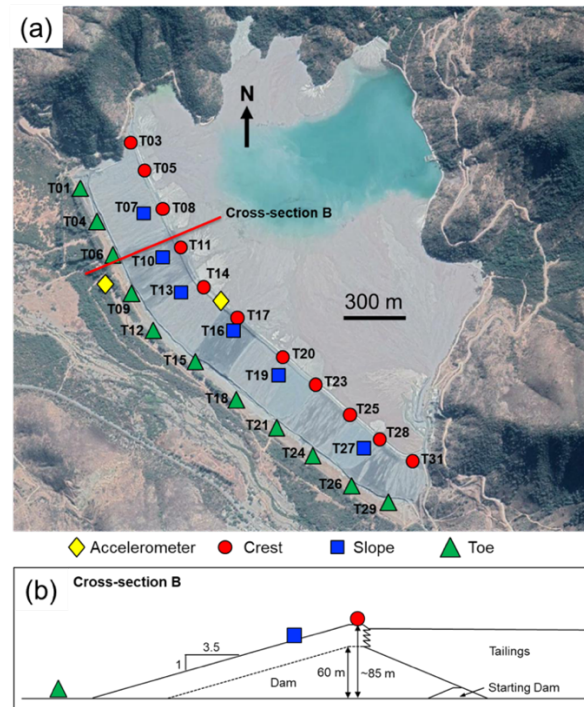 (a)
N
T03
T05
T01
T07
T08
Cross-section B
T04
T11
T06
T10
T14
T13
300 m
T09
T17
T12
T16
T20
T15
T19
T23
T18
T25
T21
T28
T27
T24
T31
T26
T29
Accelerometer
Crest
Slope
Toe
(b)
Cross-section B
3.5
1
60 m
~85 m
Tailings
Dam
Starting Dam